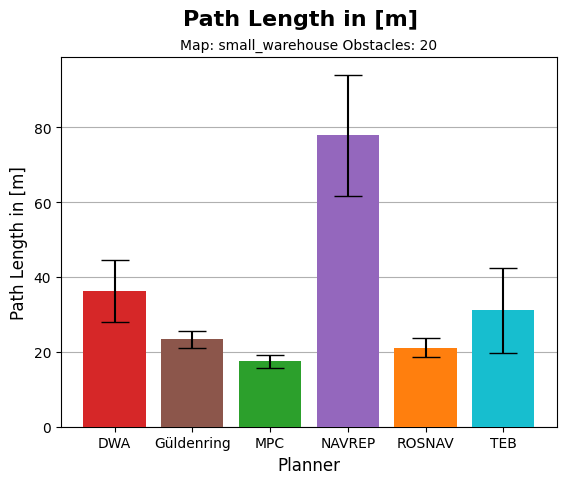 Path Length in [m]
Map: small_warehouse Obstacles: 20
Path Length in [m]
80
60
40
20
0
DWA Güldenring MPC NAVREP ROSNAV TEB
Planner